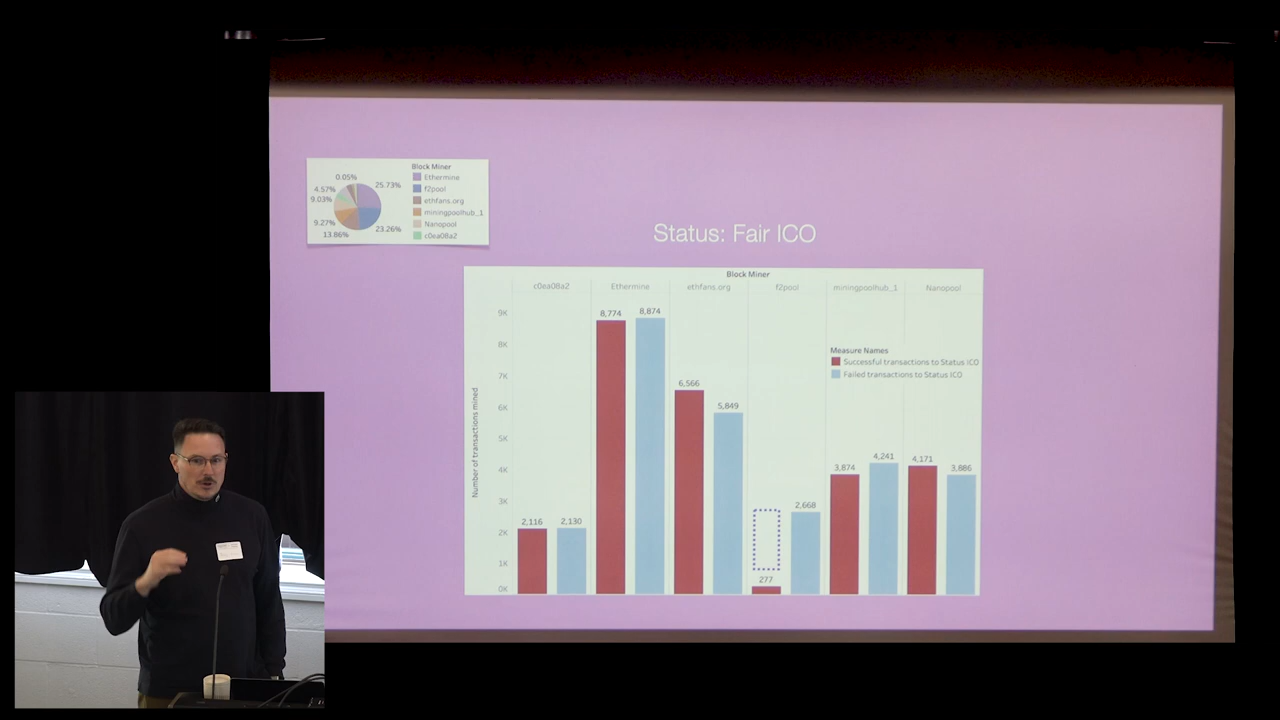 Block Miner
0.05%
25.73%
4.57%
9.03%
9.27%
13.86%
23.26%
Ethermine
f2pool
ethfans.org
miningpoolhub_1
Nanopool
c0ea08a2
Status: Fair ICO
Block Miner
c0ea08a2 Ethermine ethfans.org f2pool miningpoolhub_1 Nanopool
Number of transactions mined
9K
8K
7K
6K
5K
4K
3K
2K
1K
0K
2,116 2,130
8,774 8,874
6,566 5,849
277 2,668
3,874 4,241
4,171 3,886
Measure Names
Successful transactions to Status ICO
Failed transactions to Status ICO